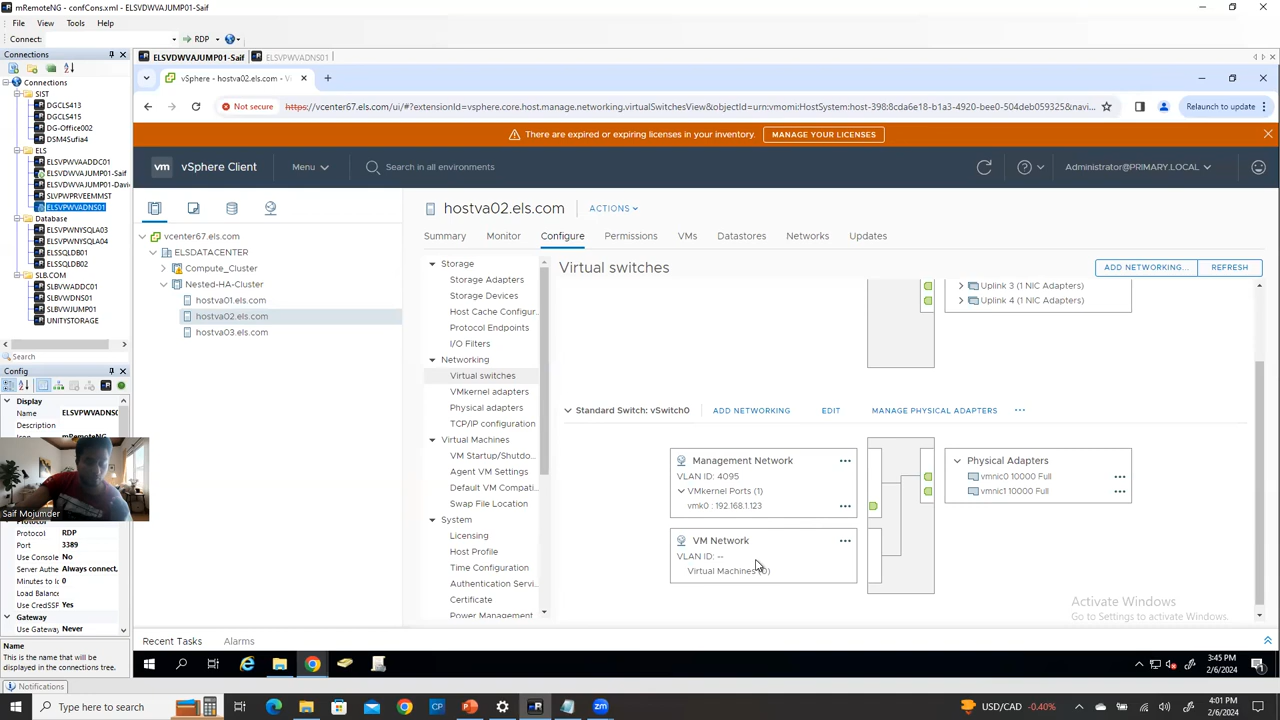 mRemoteNG - confCons.xml - ELSVDWVAJUMP01-Saif
File View Tools Help
Connect: RDP
Connections
ELSVDWVAJUMP01-Saif
ELSVPWVADNS01
Connections
SIST
DGCLS413
DGCLS415
DG-Office002
DSM4Sufia4
ELS
ELSVPWVAADDC01
ELSVDWVAJUMP01-Saif
ELSVDWVAJUMP01-Davi
SLVPWPRVEEMMST
ELSVPWVADNS01
Database
ELSVPWNYSQLA03
ELSVPWNYSQLA04
ELSSQLDB01
ELSSQLDB02
SLB.COM
SLBVWADDC01
SLBVWDNS01
SLBVWJUMP01
UNITYSTORAGE
Search
Config
Display
Name ELSVPWVADNS0
Description
Icon mRemoteNG
Saif Mojumder
Protocol
Protocol RDP
Port 3389
Server Authe Always connect,
Use Console No
Minutes to Id 0
Load Balance
Use CredSSP Yes
Gateway
Use Gateway Never
Name
This is the name that will be
displayed in the connections tree.
Notifications
vSphere - hostva02.els.com - V
Not secure https://vcenter67.els.com/ui/#?extensionId=vsphere.core.host.manage.networking.virtualSwitchesView&objectId=urn:vmomi:HostSystem:host-398:8cda6e18-b1a3-4920-bee0-504deb059325&navi...
Relaunch to update
There are expired or expiring licenses in your inventory. MANAGE YOUR LICENSES
vm vSphere Client Menu Search in all environments
Administrator@PRIMARY.LOCAL
vcenter67.els.com
ELSDATACENTER
Compute_Cluster
Nested-HA-Cluster
hostva01.els.com
hostva02.els.com
hostva03.els.com
hostva02.els.com ACTIONS
Summary Monitor Configure Permissions VMs Datastores Networks Updates
Storage
Storage Adapters
Storage Devices
Host Cache Configur...
Protocol Endpoints
I/O Filters
Networking
Virtual switches
VMkernel adapters
Physical adapters
TCP/IP configuration
Virtual Machines
VM Startup/Shutdo...
Agent VM Settings
Default VM Compati...
Swap File Location
System
Licensing
Host Profile
Time Configuration
Authentication Servi...
Certificate
Power Management
Virtual switches
ADD NETWORKING... REFRESH
Uplink 3 (1 NIC Adapters)
Uplink 4 (1 NIC Adapters)
Standard Switch: vSwitch0 ADD NETWORKING EDIT MANAGE PHYSICAL ADAPTERS ...
Management Network ...
VLAN ID: 4095
VMkernel Ports (1)
vmk0 : 192.168.1.123 ...
VM Network ...
VLAN ID: --
Virtual Machines (0)
Physical Adapters
vmnic0 10000 Full ...
vmnic1 10000 Full ...
Activate Windows
Go to Settings to activate Windows.
Recent Tasks Alarms
3:45 PM
2/6/2024
Type here to search
CP
zm
USD/CAD -0.40%
4:01 PM
2/6/2024